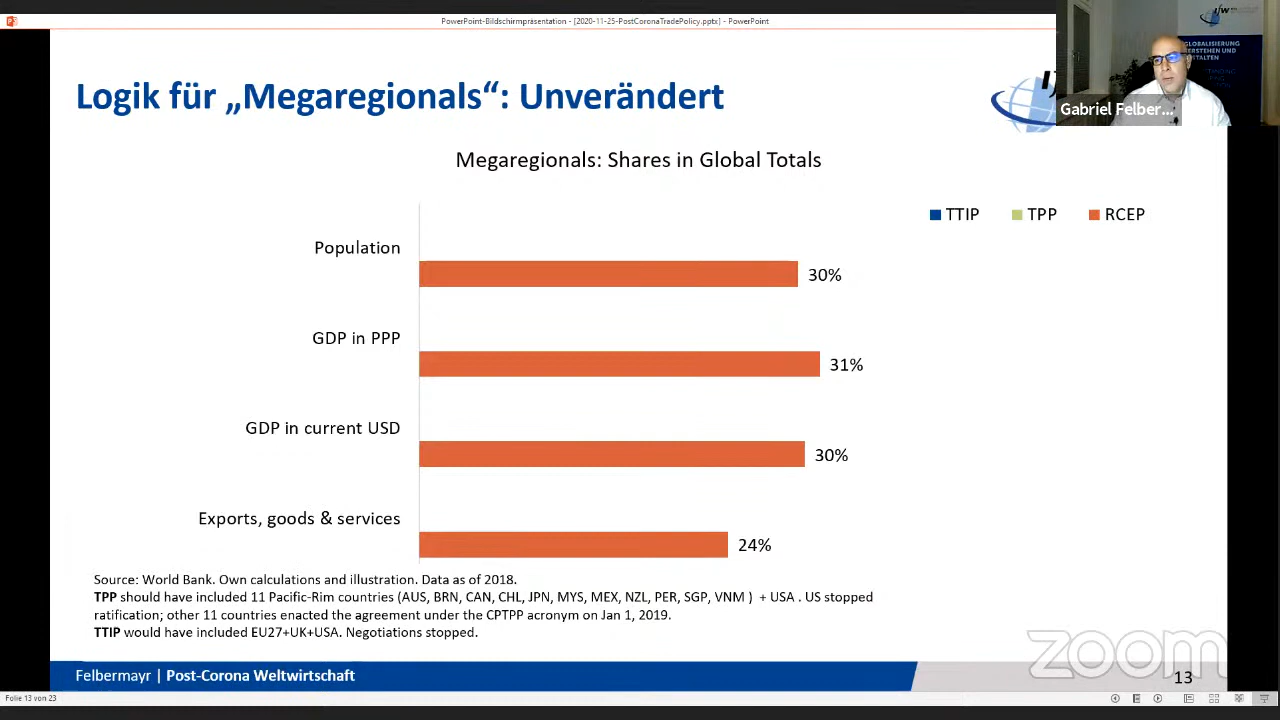 PowerPoint-Bildschirmpräsentation - [2020-11-25-PostCoronaTradePolicy.pptx] - PowerPoint
ifw
GLOBALISIERUNG
VERSTEHEN UND
Gabriel Felber...
Logik für „Megaregionals“: Unverändert
Megaregionals: Shares in Global Totals
TTIP TPP RCEP
Population
30%
GDP in PPP
31%
GDP in current USD
30%
Exports, goods & services
24%
Source: World Bank. Own calculations and illustration. Data as of 2018.
TPP should have included 11 Pacific-Rim countries (AUS, BRN, CAN, CHL, JPN, MYS, MEX, NZL, PER, SGP, VNM ) + USA . US stopped
ratification; other 11 countries enacted the agreement under the CPTPP acronym on Jan 1, 2019.
TTIP would have included EU27+UK+USA. Negotiations stopped.
zoom
Felbermayr | Post-Corona Weltwirtschaft
13
Folie 13 von 23